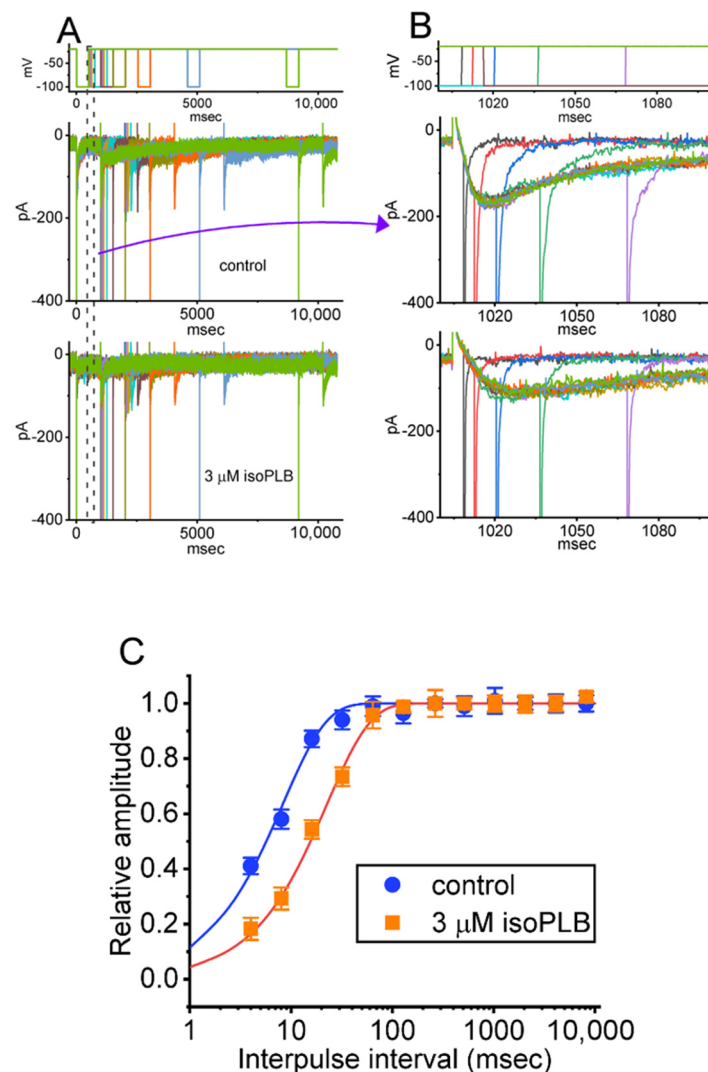 A
mV
-50
-100
0
5000
10,000
msec
0
-200
-400
pA
control
0
5000
10,000
msec
0
-200
-400
pA
3 μM isoPLB
0
5000
10,000
msec
B
mV
-50
-100
1020
1050
1080
msec
0
-200
-400
pA
1020
1050
1080
msec
0
-200
-400
pA
1020
1050
1080
msec
C
Relative amplitude
1.0
0.8
0.6
0.4
0.2
0.0
control
3 μM isoPLB
1
10
100
1000
10,000
Interpulse interval (msec)